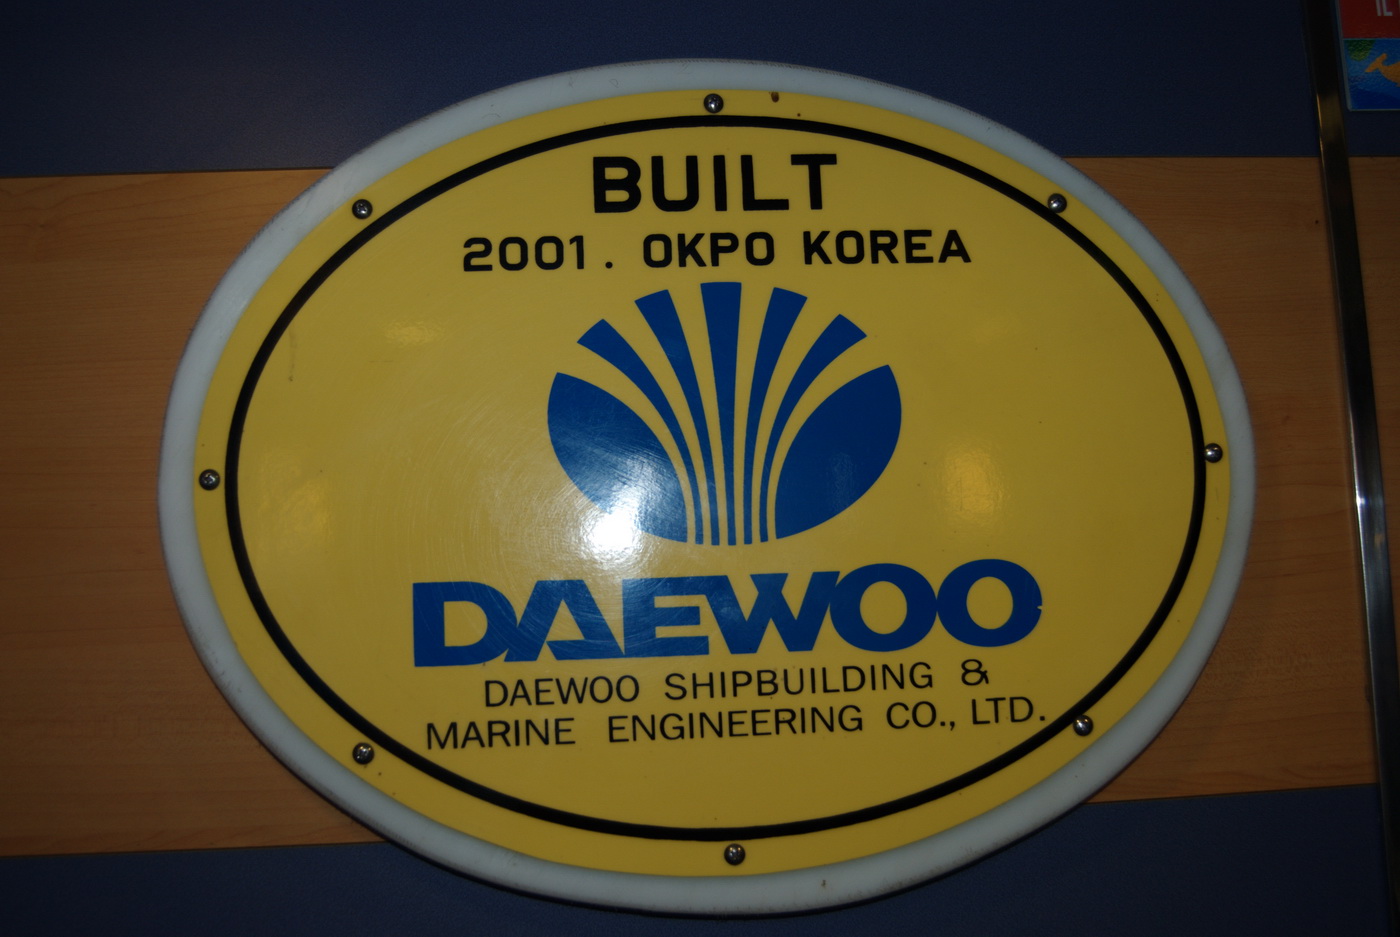 BUILT
2001. OKPO KOREA
DAEWOO
DAEWOO SHIPBUILDING &
MARINE ENGINEERING CO., LTD.